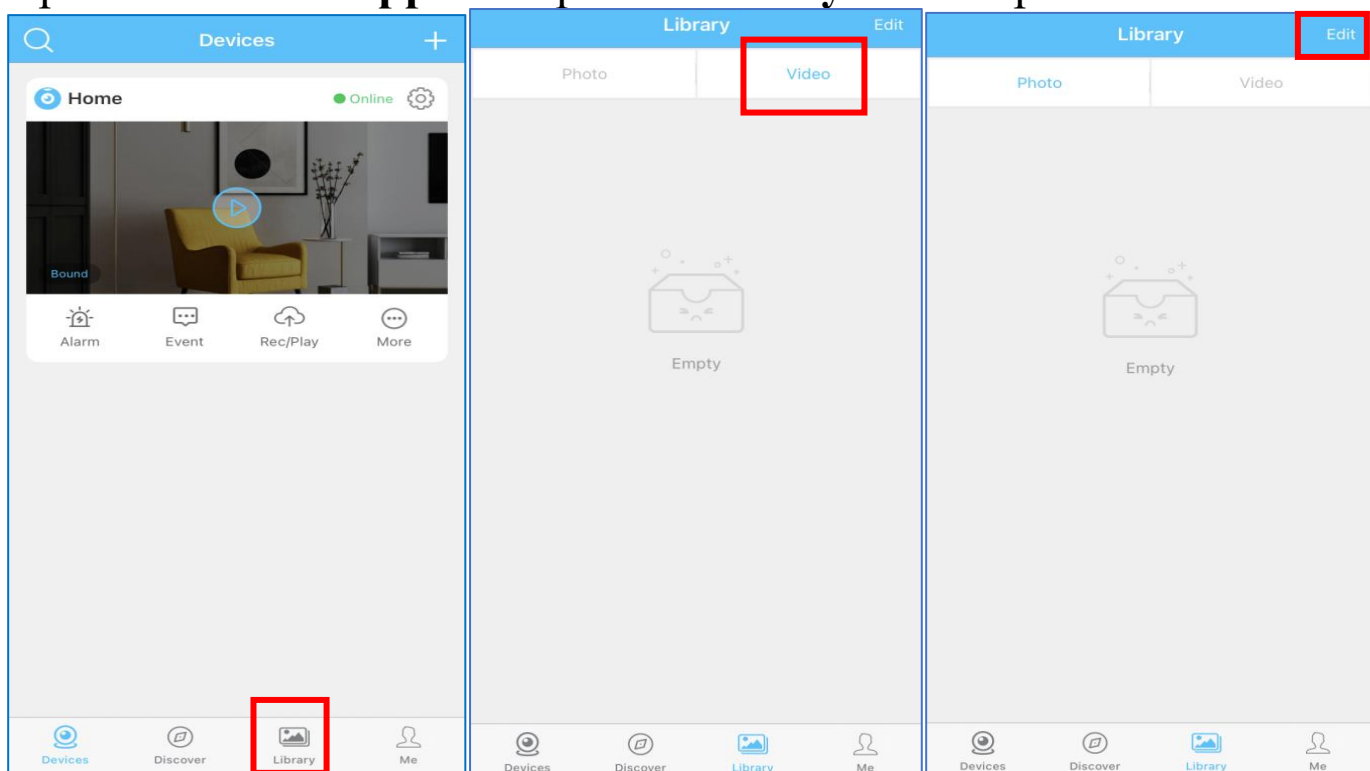 Devices
Home
Online
Bound
Alarm Event Rec/Play More
Devices Discover Library Me
Library Edit
Photo Video
Empty
Devices Discover Library Me
Library Edit
Photo Video
Empty
Devices Discover Library Me